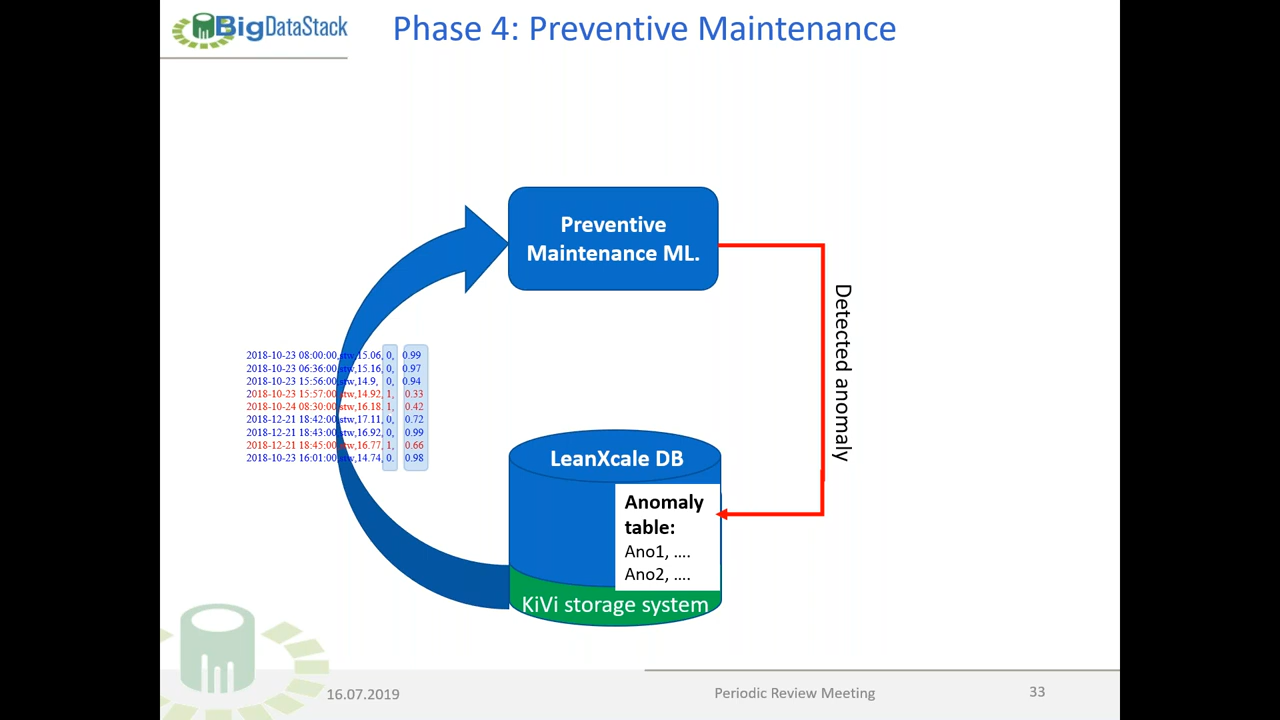 BigDataStack
Phase 4: Preventive Maintenance
Preventive
Maintenance ML.
Detected anomaly
2018-10-23 08:00:00,stw,15.06, 0, 0.99
2018-10-23 06:36:00,stw,15.16, 0, 0.97
2018-10-23 15:56:00,stw,14.9, 0, 0.94
2018-10-23 15:57:00,stw,14.92, 1, 0.33
2018-10-24 08:30:00,stw,16.18, 1, 0.42
2018-12-21 18:42:00,stw,17.11, 0, 0.72
2018-12-21 18:43:00,stw,16.92, 0, 0.99
2018-12-21 18:45:00,stw,16.77, 1, 0.66
2018-10-23 16:01:00,stw,14.74, 0, 0.98
LeanXcale DB
Anomaly
table:
Ano1, ....
Ano2, ....
KiVi storage system
16.07.2019
Periodic Review Meeting
33